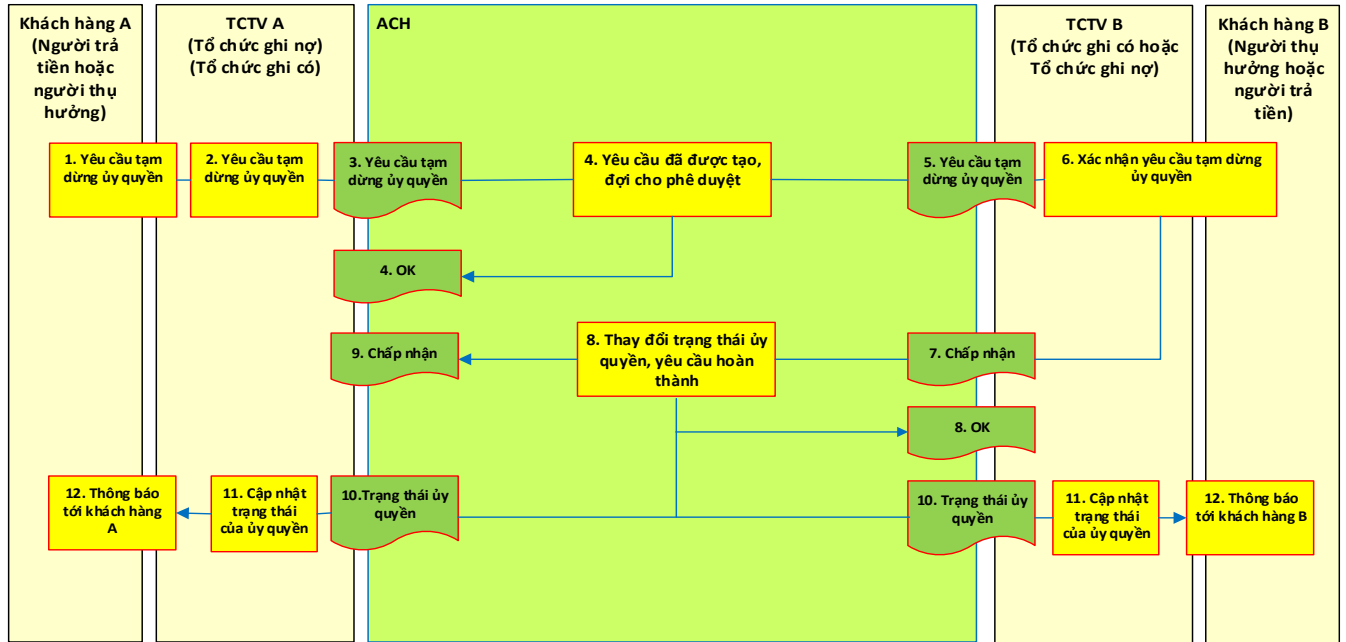 Khách hàng A
(Người trả
tiền hoặc
người thụ
hưởng)
TCTV A
(Tổ chức ghi nợ)
(Tổ chức ghi có)
ACH
TCTV B
(Tổ chức ghi có hoặc
Tổ chức ghi nợ)
Khách hàng B
(Người thụ
hưởng hoặc
người trả
tiền)
1. Yêu cầu tạm
dừng ủy quyền
2. Yêu cầu tạm
dừng ủy quyền
3. Yêu cầu tạm
dừng ủy quyền
4. Yêu cầu đã được tạo,
đợi cho phê duyệt
5. Yêu cầu tạm
dừng ủy quyền
6. Xác nhận yêu cầu tạm dừng
ủy quyền
4. OK
9. Chấp nhận
8. Thay đổi trạng thái ủy
quyền, yêu cầu hoàn
thành
7. Chấp nhận
8. OK
12. Thông báo
tới khách hàng
A
11. Cập nhật
trạng thái
của ủy quyền
10.Trạng thái ủy
quyền
10. Trạng thái ủy
quyền
11. Cập nhật
trạng thái
của ủy quyền
12. Thông báo
tới khách hàng B